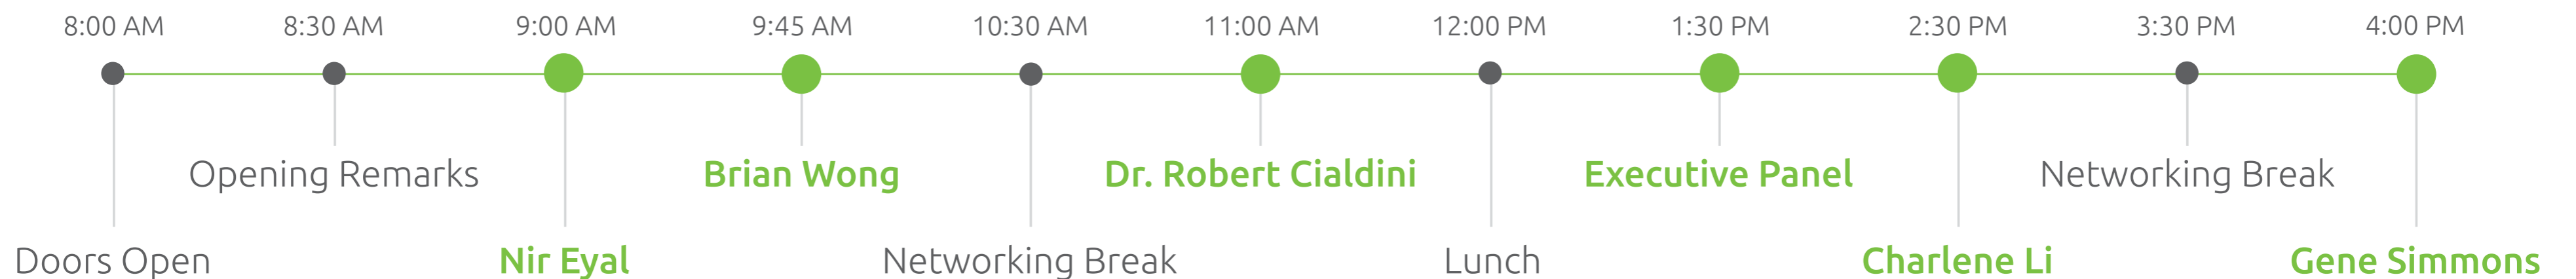 8:00 AM 8:30 AM 9:00 AM 9:45 AM 10:30 AM 11:00 AM 12:00 PM 1:30 PM 2:30 PM 3:30 PM 4:00 PM
Opening Remarks Brian Wong Dr. Robert Cialdini Executive Panel Networking Break
Doors Open Nir Eyal Networking Break Lunch Charlene Li Gene Simmons